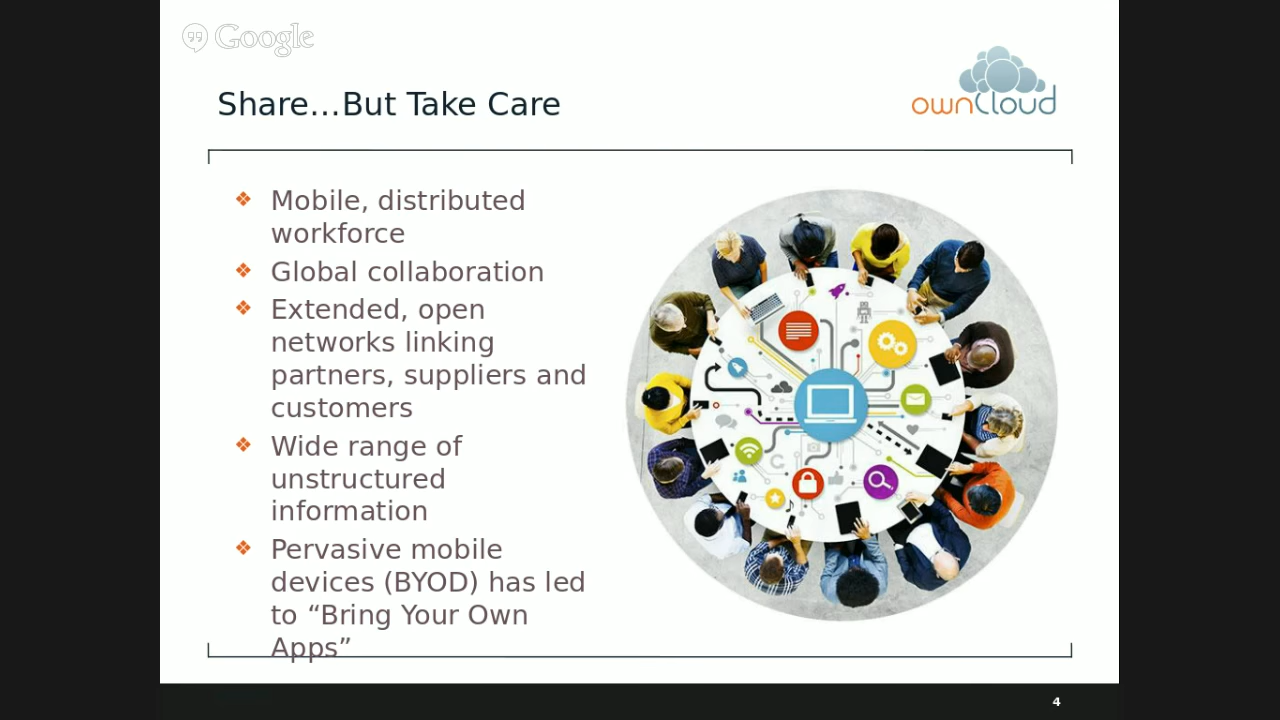 Google
ownCloud
Share...But Take Care
❖ Mobile, distributed
workforce
❖ Global collaboration
❖ Extended, open
networks linking
partners, suppliers and
customers
❖ Wide range of
unstructured
information
❖ Pervasive mobile
devices (BYOD) has led
to “Bring Your Own
Apps”
4